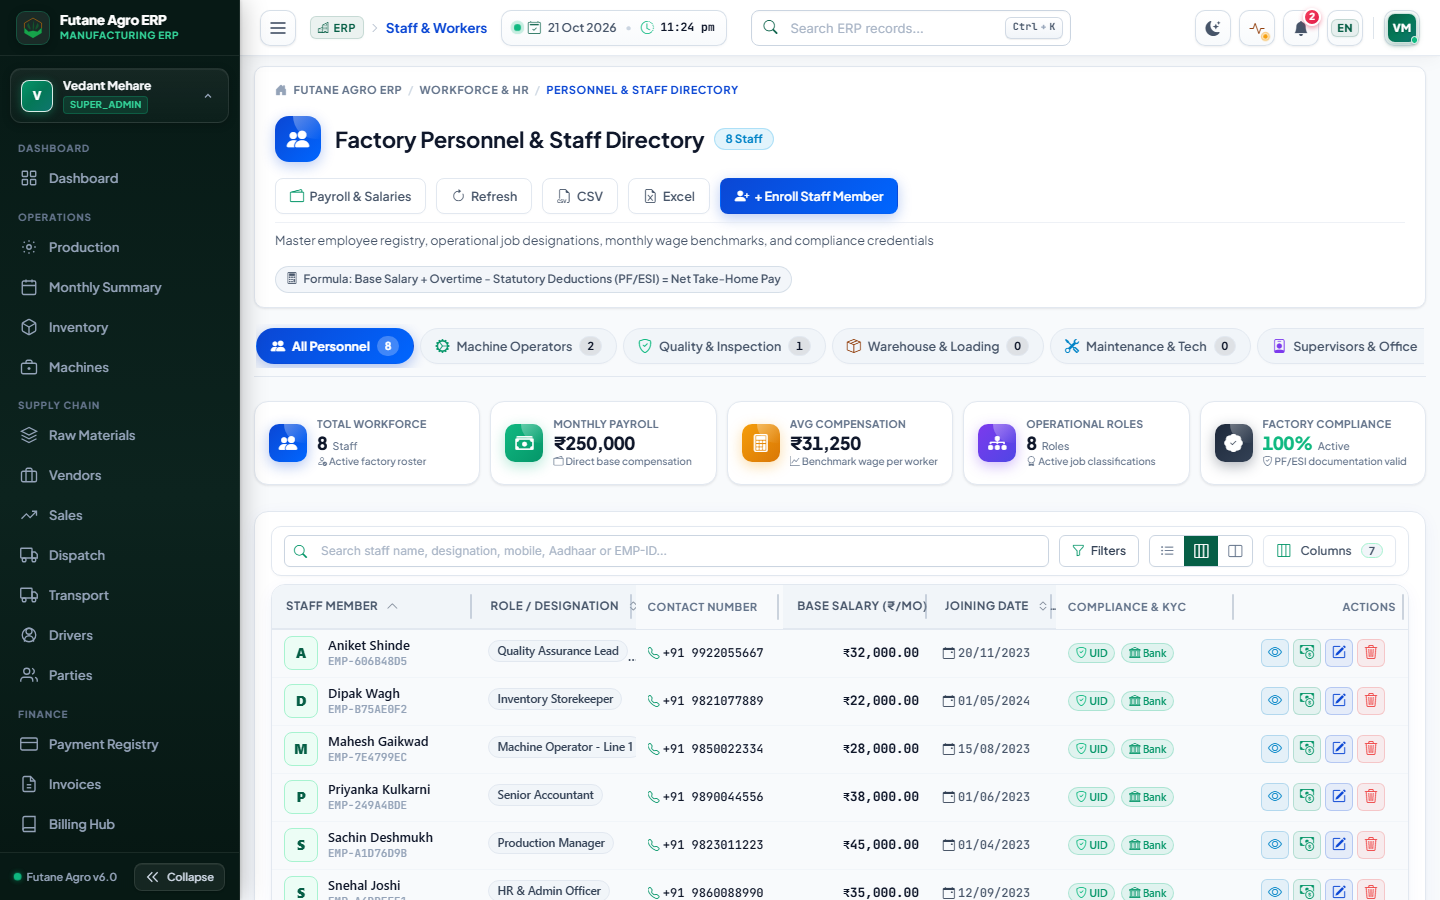 Futane Agro ERP
MANUFACTURING ERP
V
Vedant Mehare
SUPER_ADMIN
DASHBOARD
Dashboard
OPERATIONS
Production
Monthly Summary
Inventory
Machines
SUPPLY CHAIN
Raw Materials
Vendors
Sales
Dispatch
Transport
Drivers
Parties
FINANCE
Payment Registry
Invoices
Billing Hub
Futane Agro v6.0
Collapse
ERP
Staff & Workers
21 Oct 2026 • 11:24 pm
Search ERP records...
Ctrl + K
2
EN
VM
FUTANE AGRO ERP / WORKFORCE & HR / PERSONNEL & STAFF DIRECTORY
Factory Personnel & Staff Directory
8 Staff
Payroll & Salaries
Refresh
CSV
Excel
+ Enroll Staff Member
Master employee registry, operational job designations, monthly wage benchmarks, and compliance credentials
Formula: Base Salary + Overtime - Statutory Deductions (PF/ESI) = Net Take-Home Pay
All Personnel 8
Machine Operators 2
Quality & Inspection 1
Warehouse & Loading 0
Maintenance & Tech 0
Supervisors & Office
TOTAL WORKFORCE
8 Staff
Active factory roster
MONTHLY PAYROLL
₹250,000
Direct base compensation
AVG COMPENSATION
₹31,250
Benchmark wage per worker
OPERATIONAL ROLES
8 Roles
Active job classifications
FACTORY COMPLIANCE
100% Active
PF/ESI documentation valid
Search staff name, designation, mobile, Aadhaar or EMP-ID...
Filters
Columns 7
STAFF MEMBER
ROLE / DESIGNATION
CONTACT NUMBER
BASE SALARY (₹/MO)
JOINING DATE
COMPLIANCE & KYC
ACTIONS
A
Aniket Shinde
EMP-606B48D5
Quality Assurance Lead ...
+91 9922055667
₹32,000.00
20/11/2023
UID
Bank
D
Dipak Wagh
EMP-B75AE0F2
Inventory Storekeeper
+91 9821077889
₹22,000.00
01/05/2024
UID
Bank
M
Mahesh Gaikwad
EMP-7E4799EC
Machine Operator - Line 1
+91 9850022334
₹28,000.00
15/08/2023
UID
Bank
P
Priyanka Kulkarni
EMP-249A4BDE
Senior Accountant
+91 9890044556
₹38,000.00
01/06/2023
UID
Bank
S
Sachin Deshmukh
EMP-A1D76D9B
Production Manager
+91 9823011223
₹45,000.00
01/04/2023
UID
Bank
S
Snehal Joshi
HR & Admin Officer
+91 9860088990
₹35,000.00
12/09/2023
UID
Bank